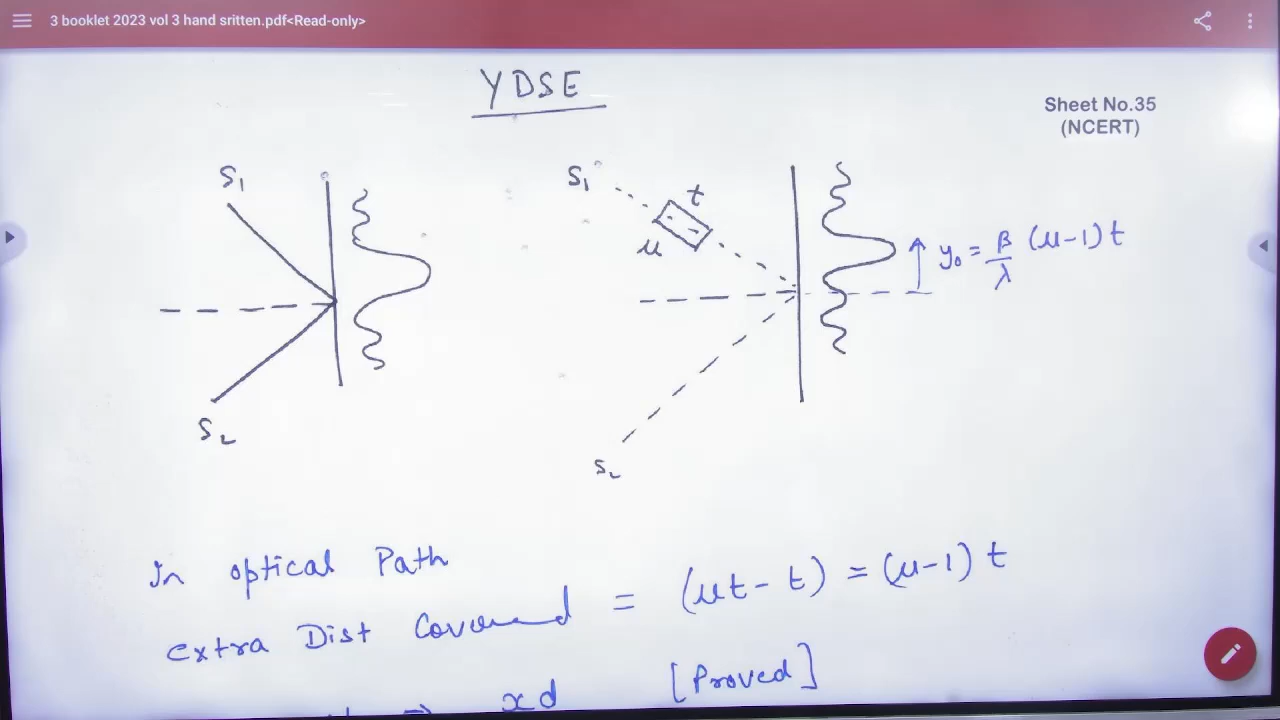 3 booklet 2023 vol 3 hand sritten.pdf<Read-only>
YDSE
Sheet No.35
(NCERT)
S₁
S₂
S₁
t
μ
S₂
y₀ = β/λ (μ-1) t
In optical Path
extra Dist Covered = (μt - t) = (μ-1) t
xd [Proved]